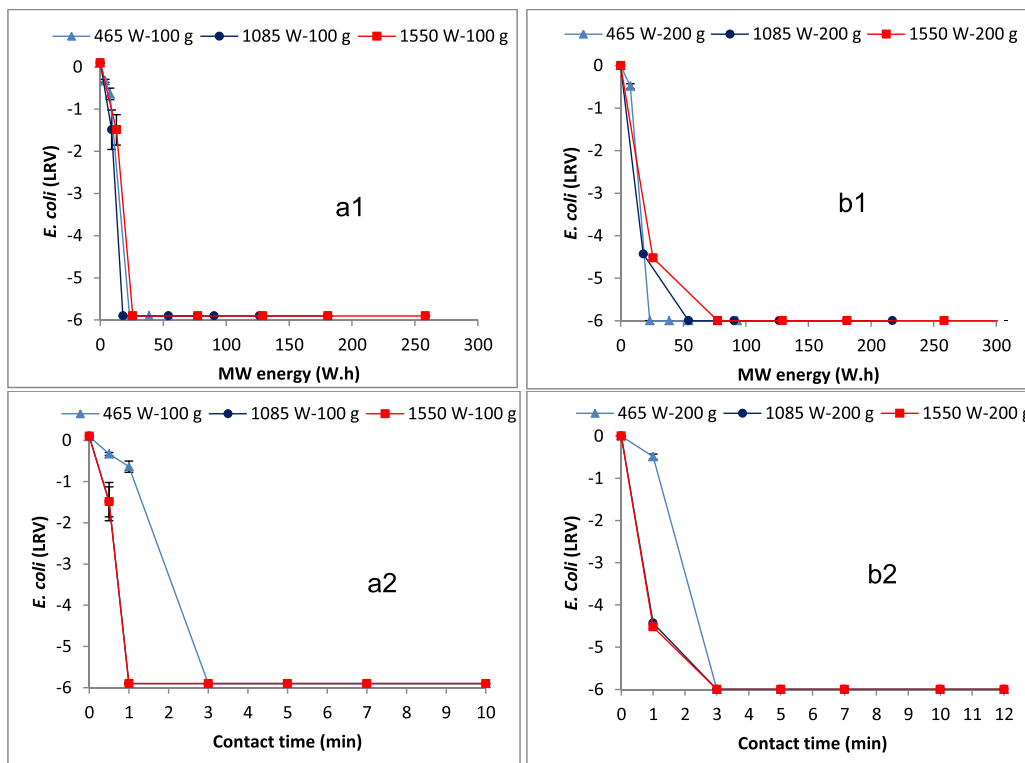 465 W-100 g 1085 W-100 g 1550 W-100 g
0
-1
-2
-3
-4
-5
-6
E. coli (LRV)
a1
0 50 100 150 200 250 300
MW energy (W.h)
465 W-200 g 1085 W-200 g 1550 W-200 g
0
-1
-2
-3
-4
-5
-6
E. coli (LRV)
b1
0 50 100 150 200 250 300
MW energy (W.h)
465 W-100 g 1085 W-100 g 1550 W-100 g
0
-1
-2
-3
-4
-5
-6
E. coli (LRV)
a2
0 1 2 3 4 5 6 7 8 9 10
Contact time (min)
465 W-200 g 1085 W-200 g 1550 W-200 g
0
-1
-2
-3
-4
-5
-6
E. Coli (LRV)
b2
0 1 2 3 4 5 6 7 8 9 10 11 12
Contact time (min)